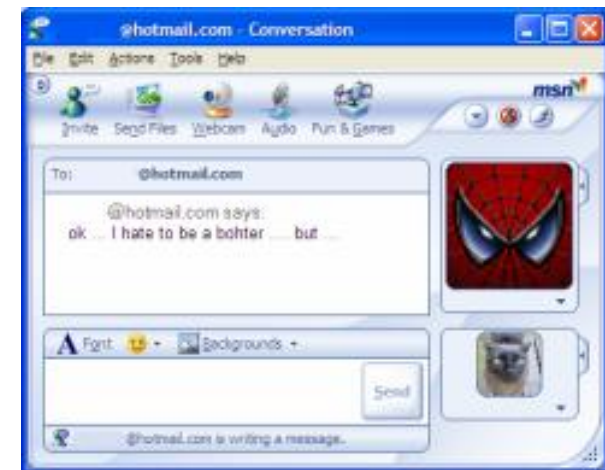 @hotmail.com - Conversation
File Edit Actions Tools Help
msn
Invite Send Files Webcam Audio Fun & Games
To: @hotmail.com
@hotmail.com says:
ok ... I hate to be a bohter .... but ...
A Font Backgrounds
Send
@hotmail.com is writing a message.